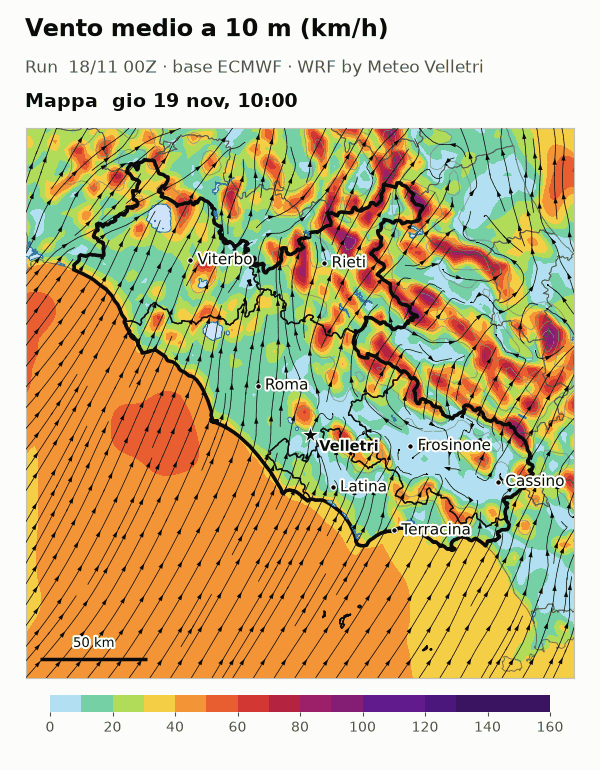 Vento medio a 10 m (km/h)
Run  18/11 00Z · base ECMWF · WRF by Meteo Velletri
Mappa  gio 19 nov, 10:00
Viterbo
Rieti
Roma
Velletri
Frosinone
Cassino
Latina
Terracina
50 km
0 20 40 60 80 100 120 140 160